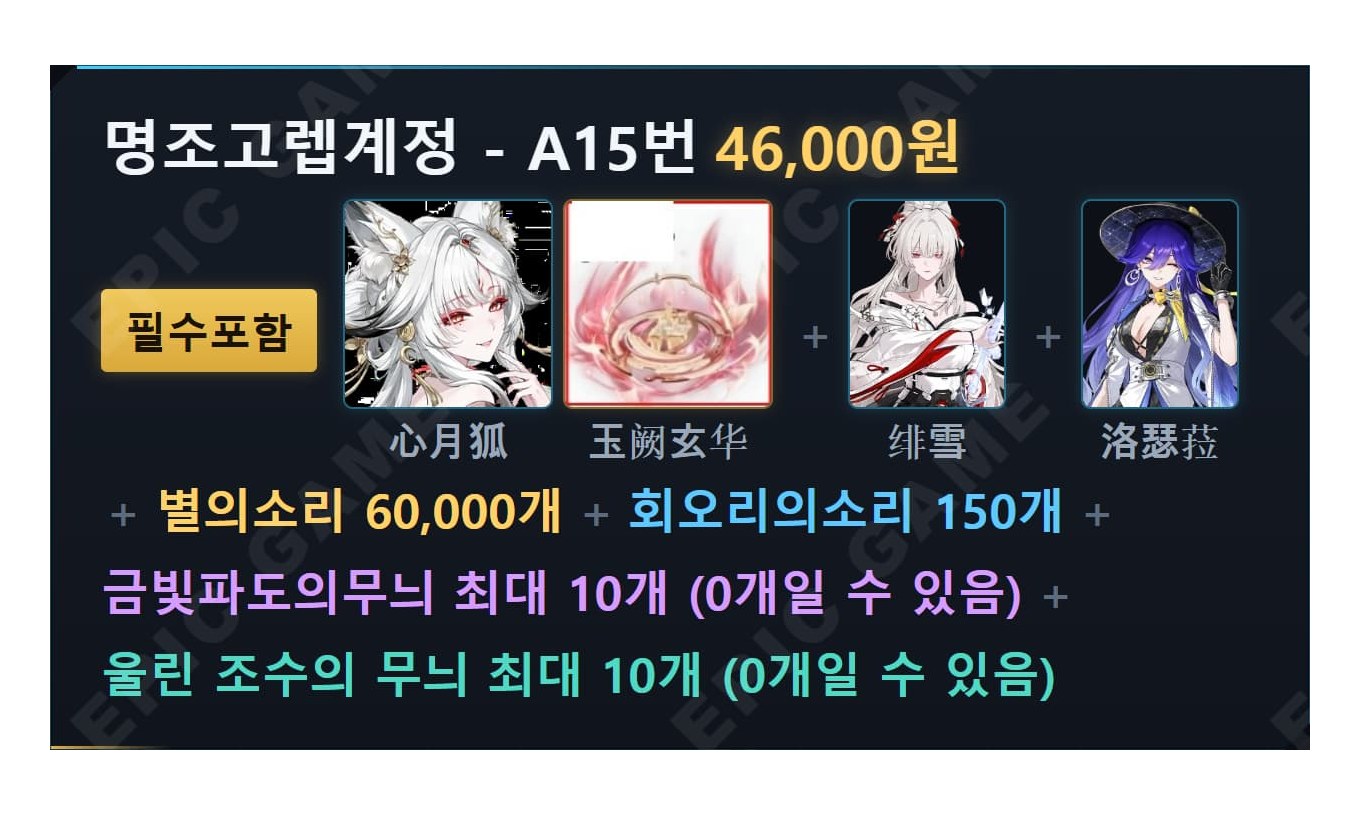 명조고렙계정 - A15번 46,000원
필수포함
心月狐 玉阙玄华 + 绯雪 + 洛瑟菈
+ 별의소리 60,000개 + 회오리의소리 150개 +
금빛파도의무늬 최대 10개 (0개일 수 있음) +
울린 조수의 무늬 최대 10개 (0개일 수 있음)
EPIC GAME